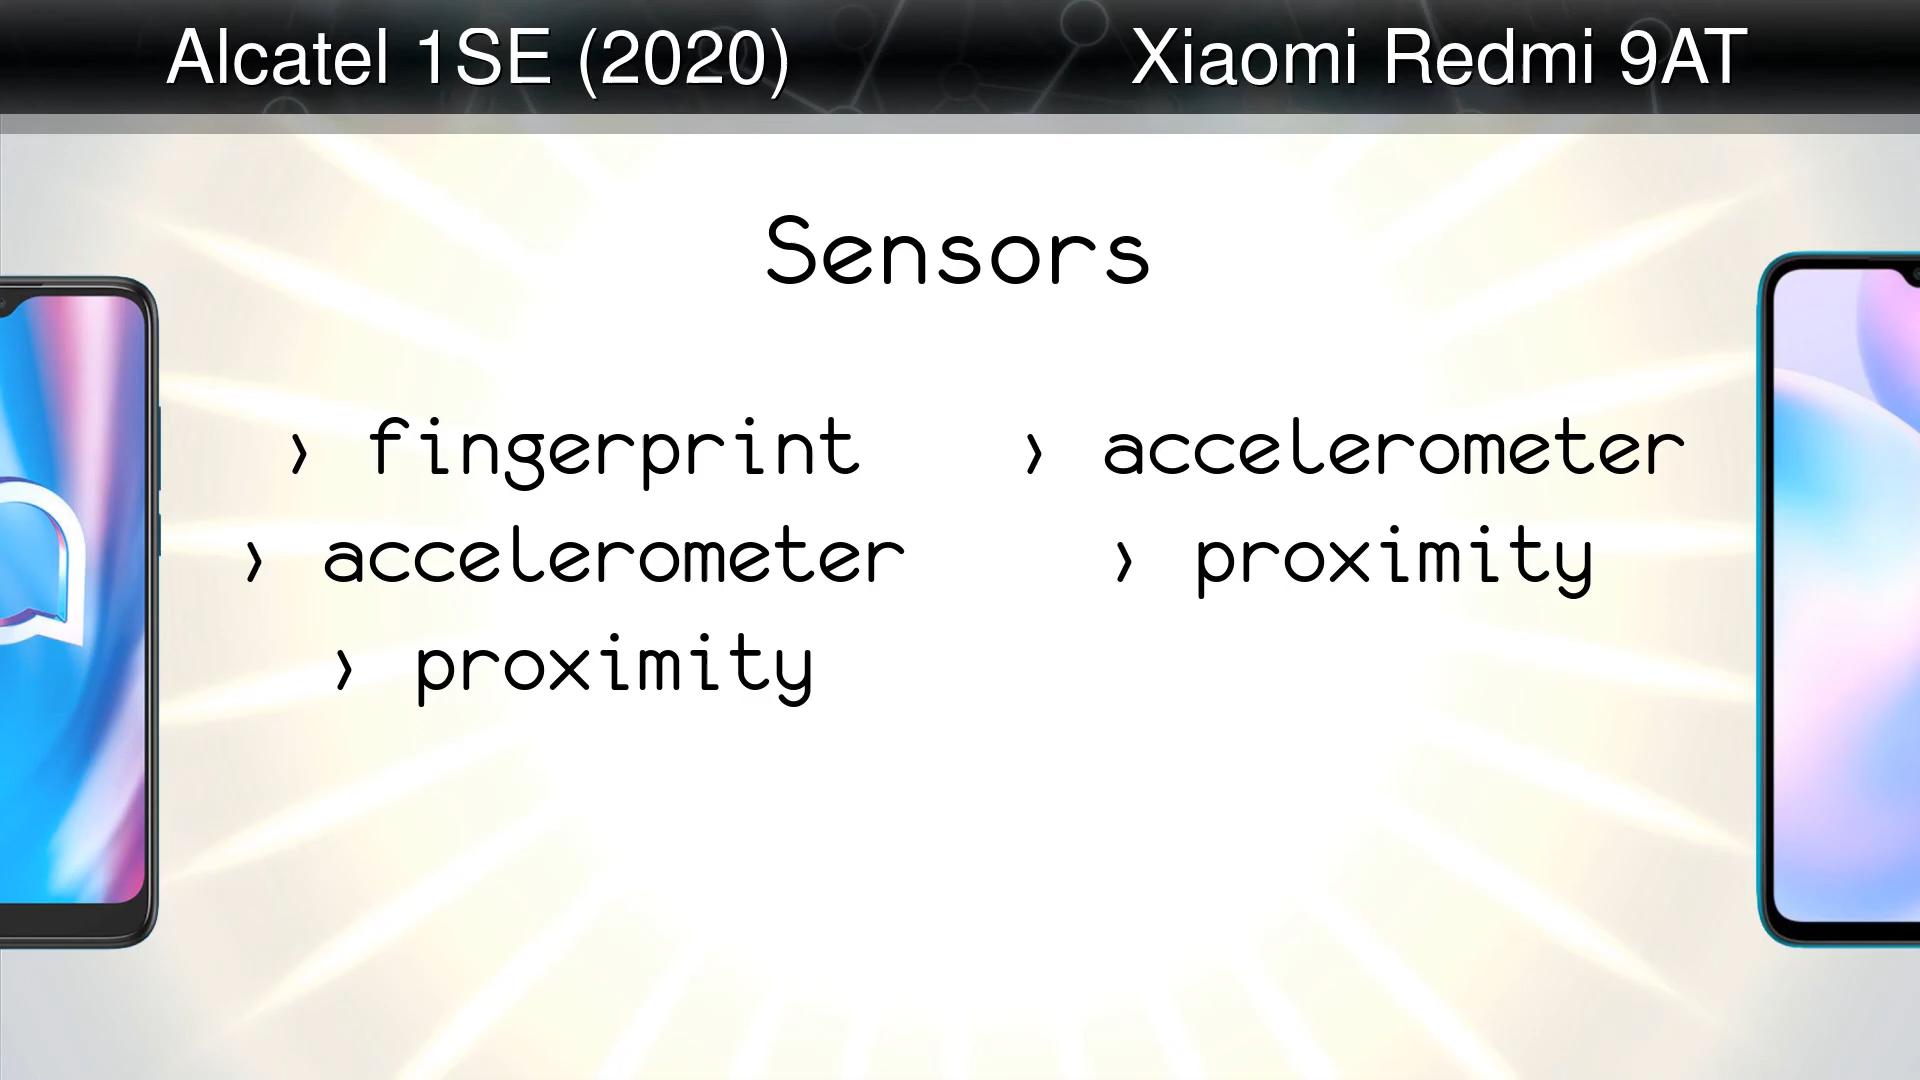 Alcatel 1SE (2020)
Xiaomi Redmi 9AT
Sensors
› fingerprint
› accelerometer
› proximity
› accelerometer
› proximity